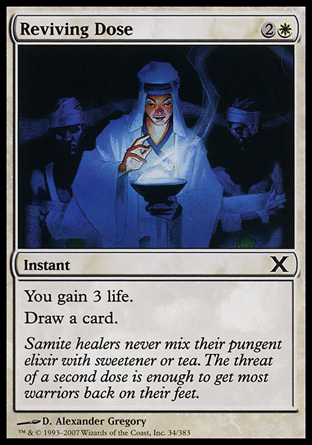 Reviving Dose 2
Instant X
You gain 3 life.
Draw a card.
Samite healers never mix their pungent
elixir with sweetener or tea. The threat
of a second dose is enough to get most
warriors back on their feet.
D. Alexander Gregory
™ & © 1993–2007 Wizards of the Coast, Inc. 34/383